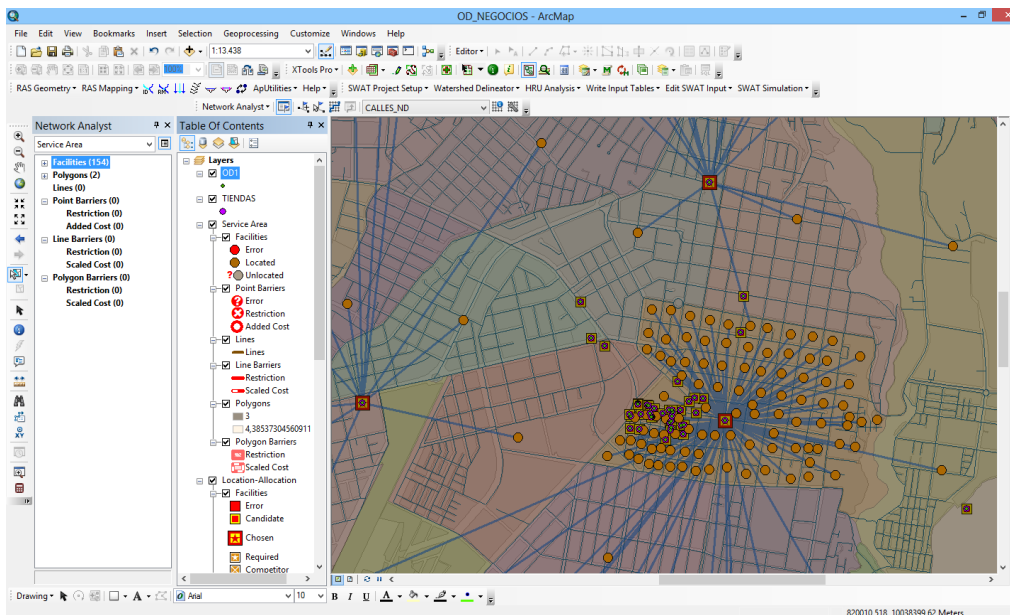 OD_NEGOCIOS - ArcMap
File Edit View Bookmarks Insert Selection Geoprocessing Customize Windows Help
1:13.438 Editor
100% XTools Pro
RAS Geometry RAS Mapping ApUtilities Help SWAT Project Setup Watershed Delineator HRU Analysis Write Input Tables Edit SWAT Input SWAT Simulation
Network Analyst CALLES_ND
Network Analyst
Service Area
Facilities (154)
Polygons (2)
Lines (0)
Point Barriers (0)
Restriction (0)
Added Cost (0)
Line Barriers (0)
Restriction (0)
Scaled Cost (0)
Polygon Barriers (0)
Restriction (0)
Scaled Cost (0)
Table Of Contents
Layers
OD1
TIENDAS
Service Area
Facilities
Error
Located
Unlocated
Point Barriers
Error
Restriction
Added Cost
Lines
Lines
Line Barriers
Restriction
Scaled Cost
Polygons
3
4,38537304560911
Polygon Barriers
Restriction
Scaled Cost
Location-Allocation
Facilities
Error
Candidate
Chosen
Required
Competitor
Drawing A Arial 10 B I U A
820010,518 10038399,62 Meters